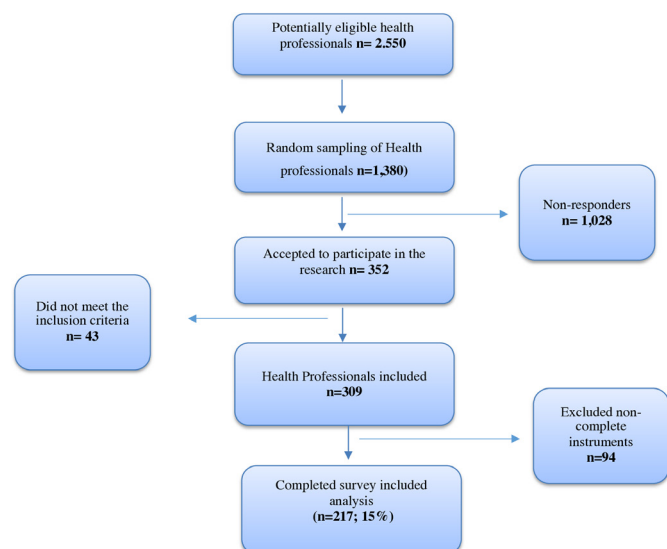 Potentially eligible health
professionals n= 2.550
Random sampling of Health
professionals n=1,380)
Non-responders
n= 1,028
Accepted to participate in the
research n= 352
Did not meet the
inclusion criteria
n= 43
Health Professionals included
n=309
Excluded non-
complete
instruments
n=94
Completed survey included
analysis
(n=217; 15%)